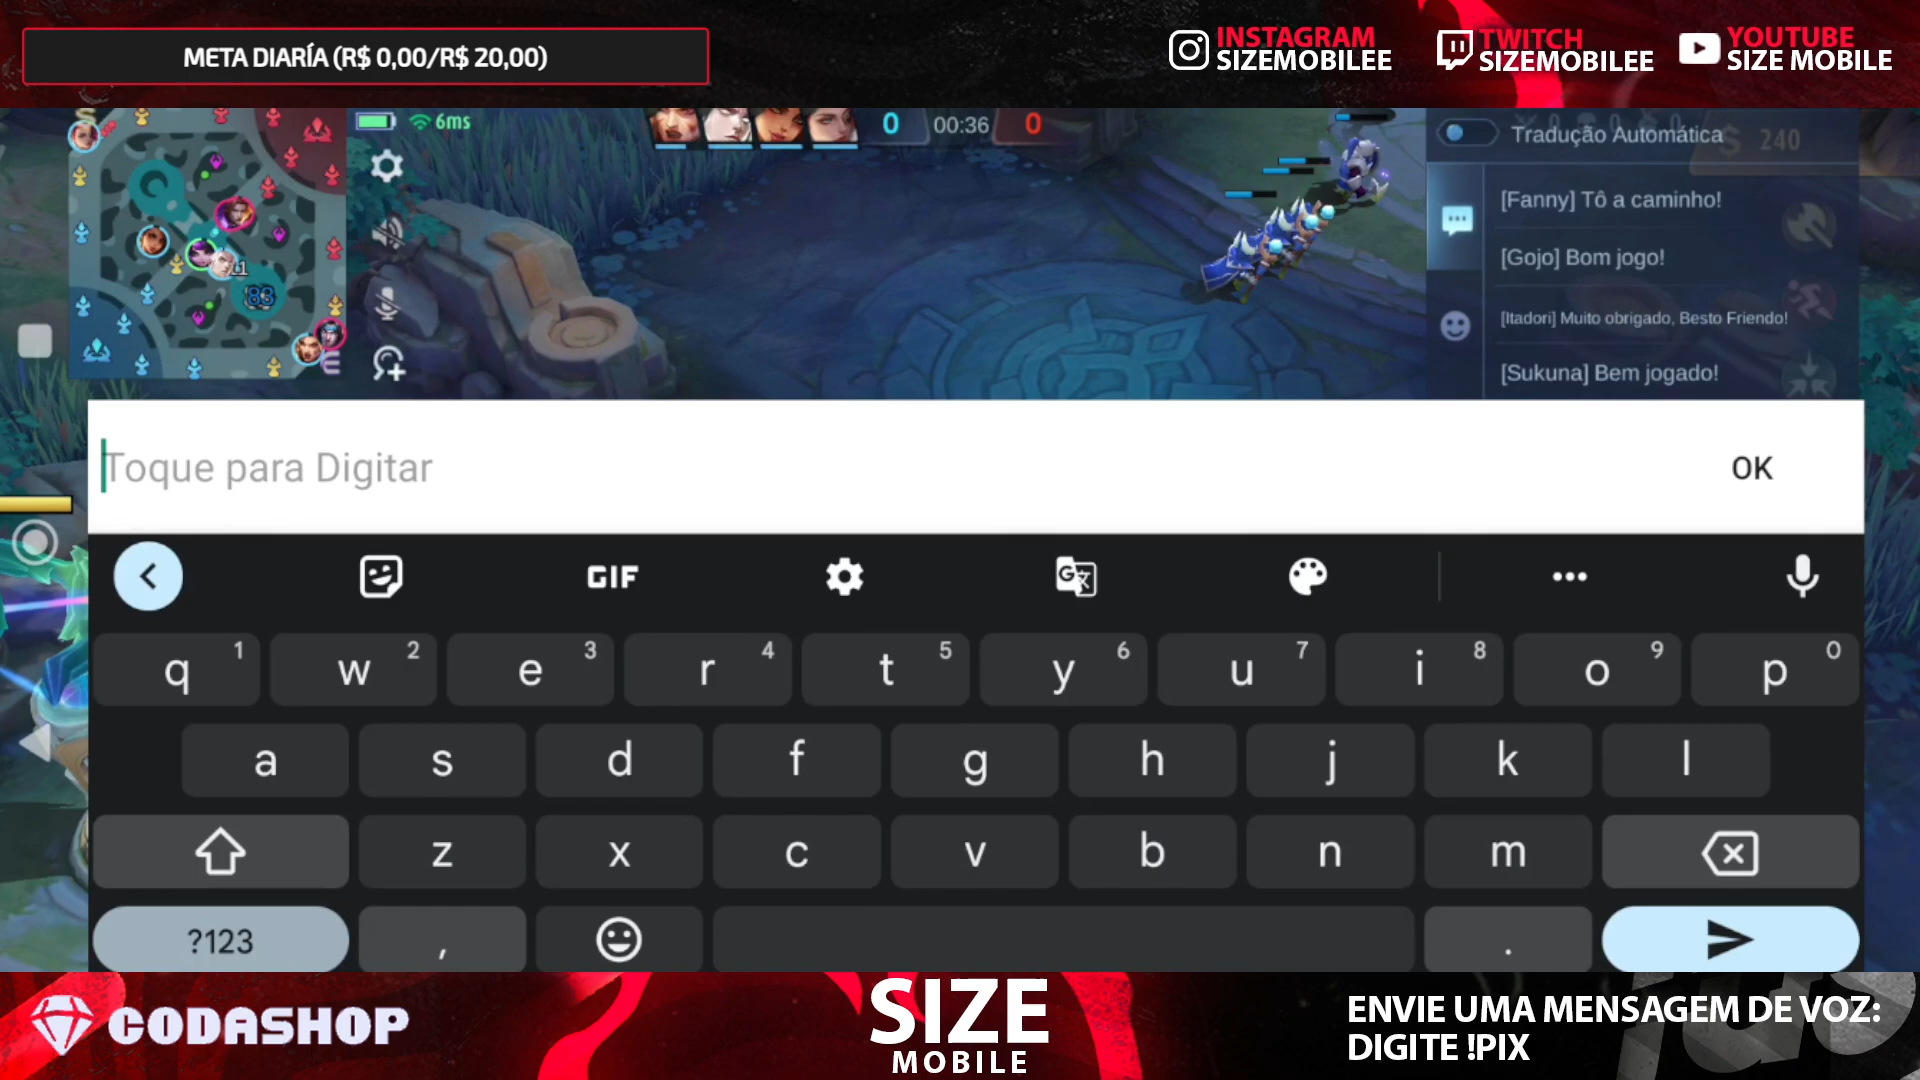 META DIARÍA (R$ 0,00/R$ 20,00)
INSTAGRAM
SIZEMOBILEE
TWITCH
SIZEMOBILEE
YOUTUBE
SIZE MOBILE
6ms
0 00:36 0
Tradução Automática
240
[Fanny] Tô a caminho!
[Gojo] Bom jogo!
[Itadori] Muito obrigado, Besto Friendo!
[Sukuna] Bem jogado!
83
Toque para Digitar
OK
GIF
q 1 w 2 e 3 r 4 t 5 y 6 u 7 i 8 o 9 p 0
a s d f g h j k l
z x c v b n m
?123 , .
CODASHOP
SIZE
MOBILE
ENVIE UMA MENSAGEM DE VOZ:
DIGITE !PIX